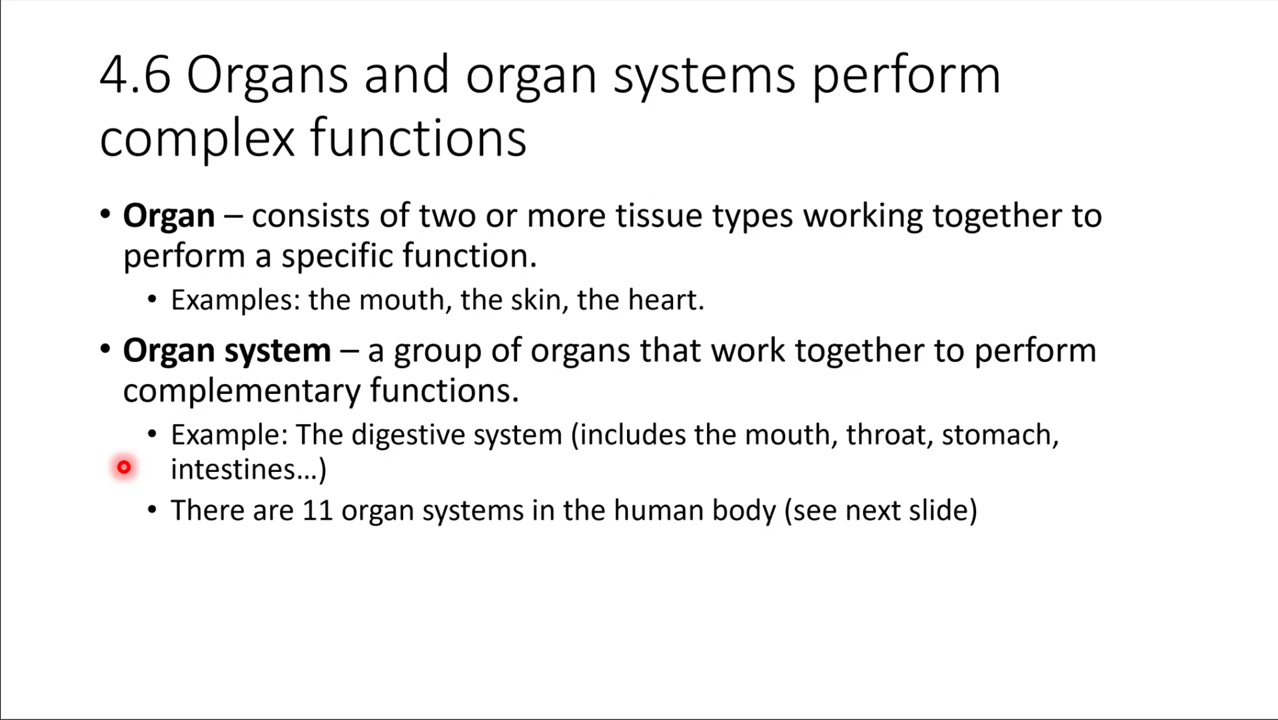 4.6 Organs and organ systems perform
complex functions
• Organ – consists of two or more tissue types working together to
perform a specific function.
• Examples: the mouth, the skin, the heart.
• Organ system – a group of organs that work together to perform
complementary functions.
• Example: The digestive system (includes the mouth, throat, stomach,
intestines…)
• There are 11 organ systems in the human body (see next slide)